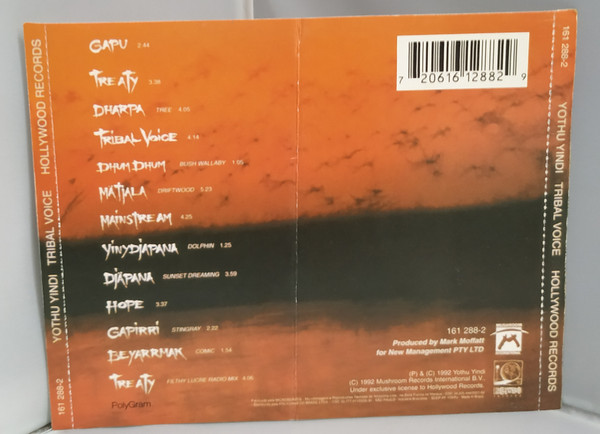 GAPU 2.44
TREATY 3.38
DHARPA TREE 4.05
TRIBAL VOICE 4.14
DHUM DHUM BUSH WALLABY 1.05
MATJALA DRIFTWOOD 1.23
MAINSTREAM 4.25
YINYDJAPANA DOLPHIN 1.25
DJÄPANA SUNSET DREAMING 3.59
HOPE 3.37
GAPIRRI STINGRAY 2.22
BEYARRMAK COMIC 1.14
TREATY FILTHY LUCRE RADIO MIX 4.05
PolyGram
7 20616 12882 9
161 288-2
Produced by Mark Moffatt
for New Management PTY LTD
(P) & (C) 1992 Yothu Yindi
(C) 1992 Mushroom Records International B.V.,
Under exclusive license to Hollywood Records
161 288-2 YOTHU YINDI TRIBAL VOICE HOLLYWOOD RECORDS
161 288-2 YOTHU YINDI TRIBAL VOICE HOLLYWOOD RECORDS